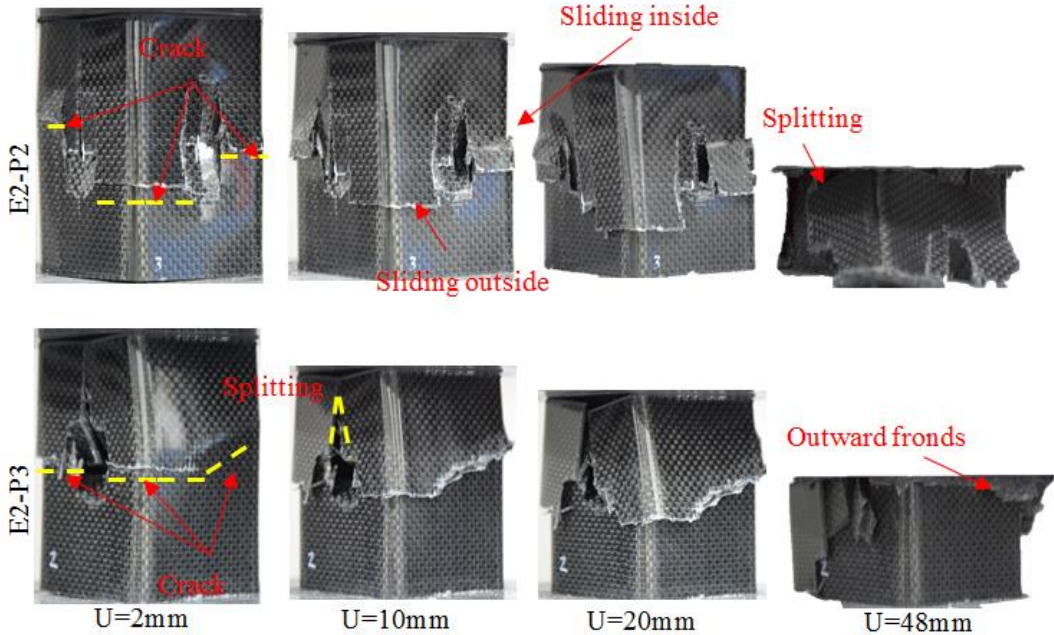 Sliding inside
Crack
Splitting
E2-P2
3
3
Sliding outside
Splitting
Outward fronds
E2-P3
2
2
Crack
U=2mm
U=10mm
U=20mm
U=48mm